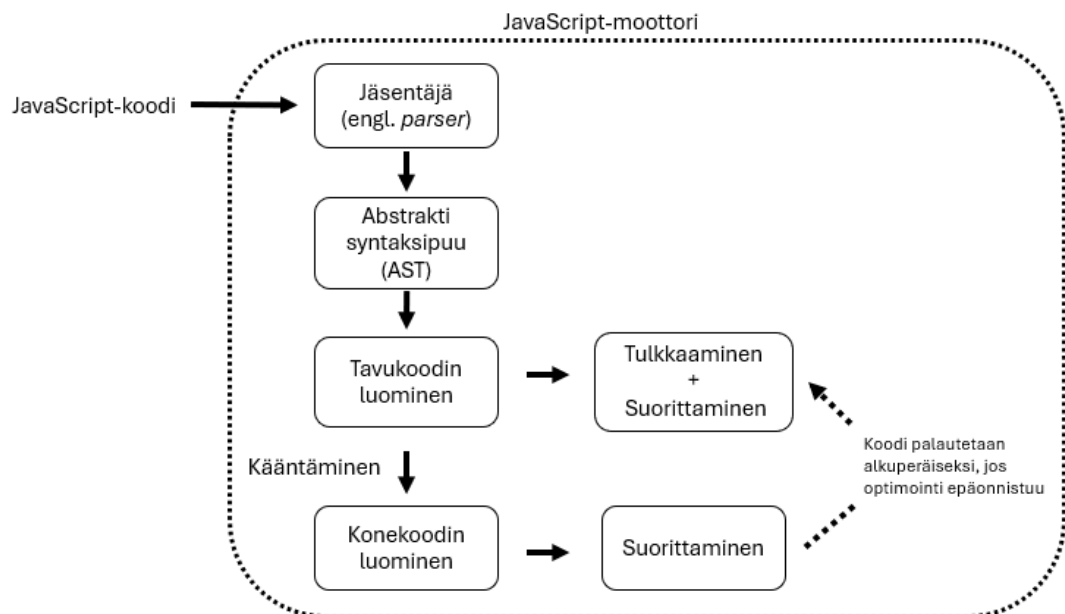 JavaScript-moottori
JavaScript-koodi
Jäsentäjä
(engl. parser)
Abstrakti
syntaksipuu
(AST)
Tavukoodin
luominen
Tulkkaaminen
+
Suorittaminen
Koodi palautetaan
alkuperäiseksi, jos
optimointi epäonnistuu
Kääntäminen
Konekoodin
luominen
Suorittaminen